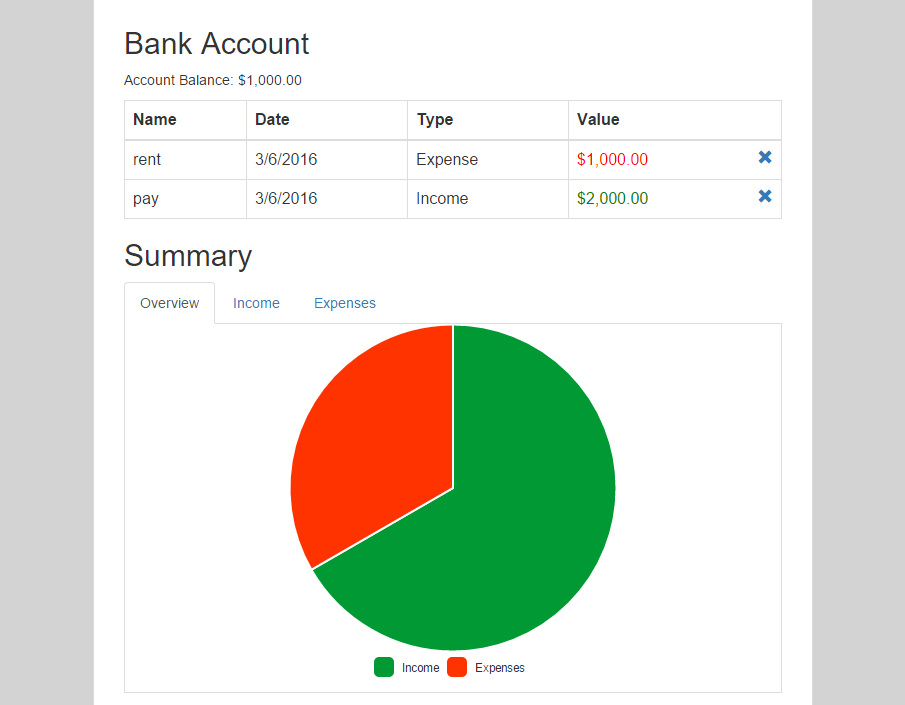 Bank Account
Account Balance: $1,000.00
Name Date Type Value
rent 3/6/2016 Expense $1,000.00
pay 3/6/2016 Income $2,000.00
Summary
Overview Income Expenses
Income Expenses